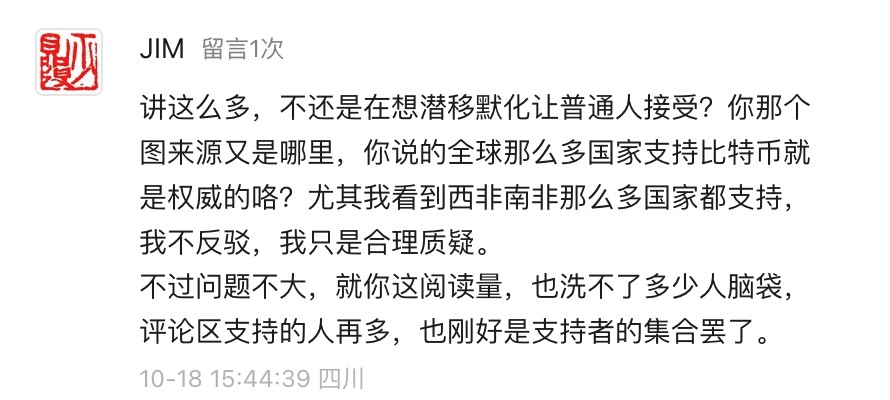 JIM 留言1次
讲这么多，不还是在想潜移默化让普通人接受？你那个
图来源又是哪里，你说的全球那么多国家支持比特币就
是权威的咯？尤其我看到西非南非那么多国家都支持，
我不反驳，我只是合理质疑。
不过问题不大，就你这阅读量，也洗不了多少人脑袋，
评论区支持的人再多，也刚好是支持者的集合罢了。
10-18 15:44:39 四川